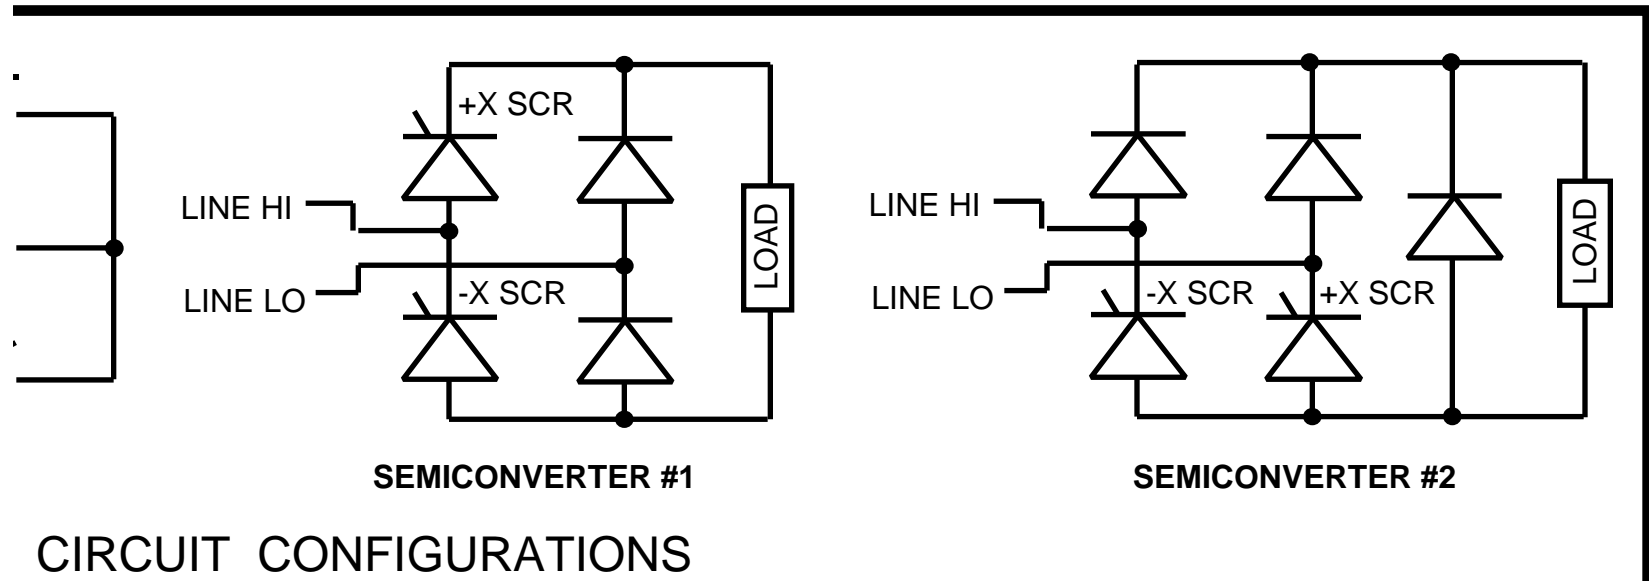 +X SCR
LINE HI
LINE LO
-X SCR
LOAD
SEMICONVERTER #1
LINE HI
LINE LO
-X SCR
+X SCR
LOAD
SEMICONVERTER #2
CIRCUIT CONFIGURATIONS